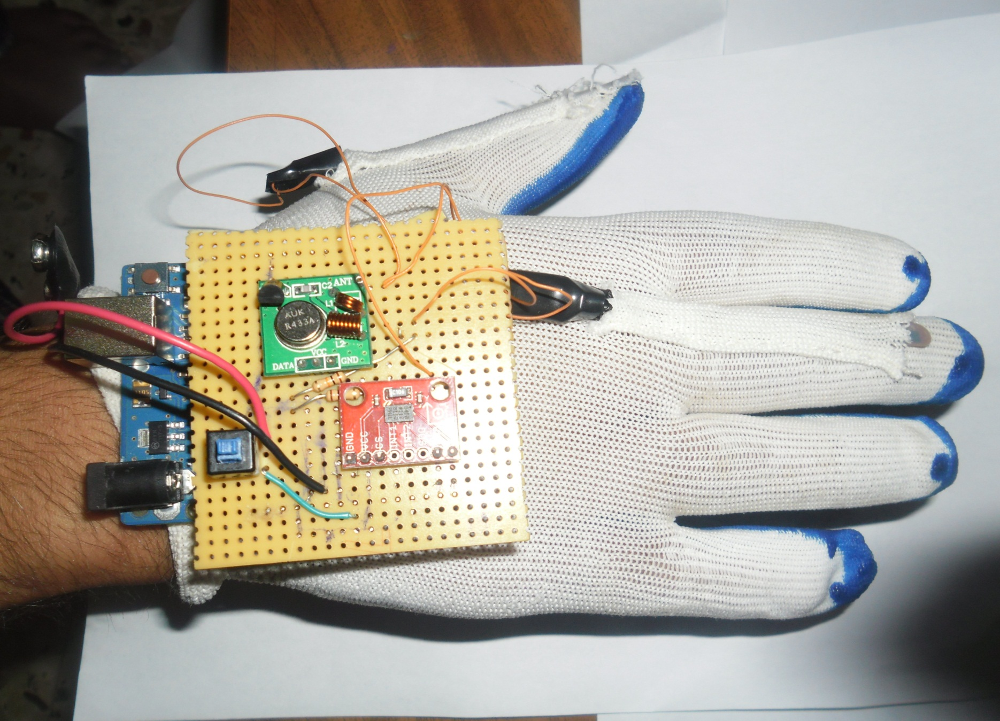 C2 ANT
L1
AUK
R433A
L2
VCC
DATA
GND
GND
VCC
CS
INT1
INT2